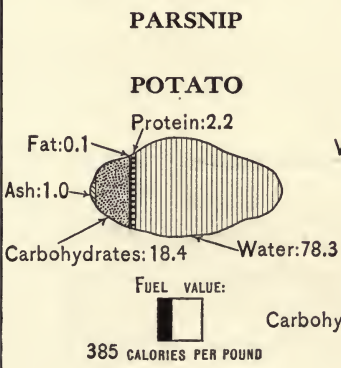 PARSNIP
POTATO
Protein:2.2
Fat:0.1
Ash:1.0
Carbohydrates: 18.4
Water:78.3
FUEL VALUE:
Carbohy
385 CALORIES PER POUND